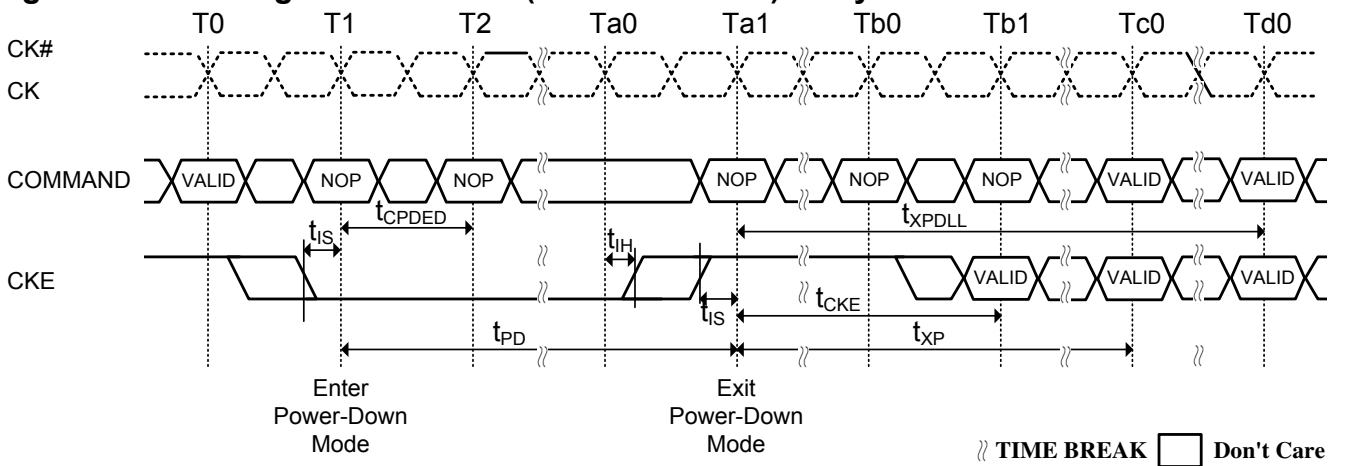 T0 T1 T2 Ta0 Ta1 Tb0 Tb1 Tc0 Td0
CK#
CK
COMMAND VALID NOP NOP NOP NOP NOP VALID VALID
tCPDED tXPDLL
tIS tIH
CKE VALID VALID VALID
tIS tCKE
tPD tXP
Enter Power-Down Mode
Exit Power-Down Mode
TIME BREAK Don't Care